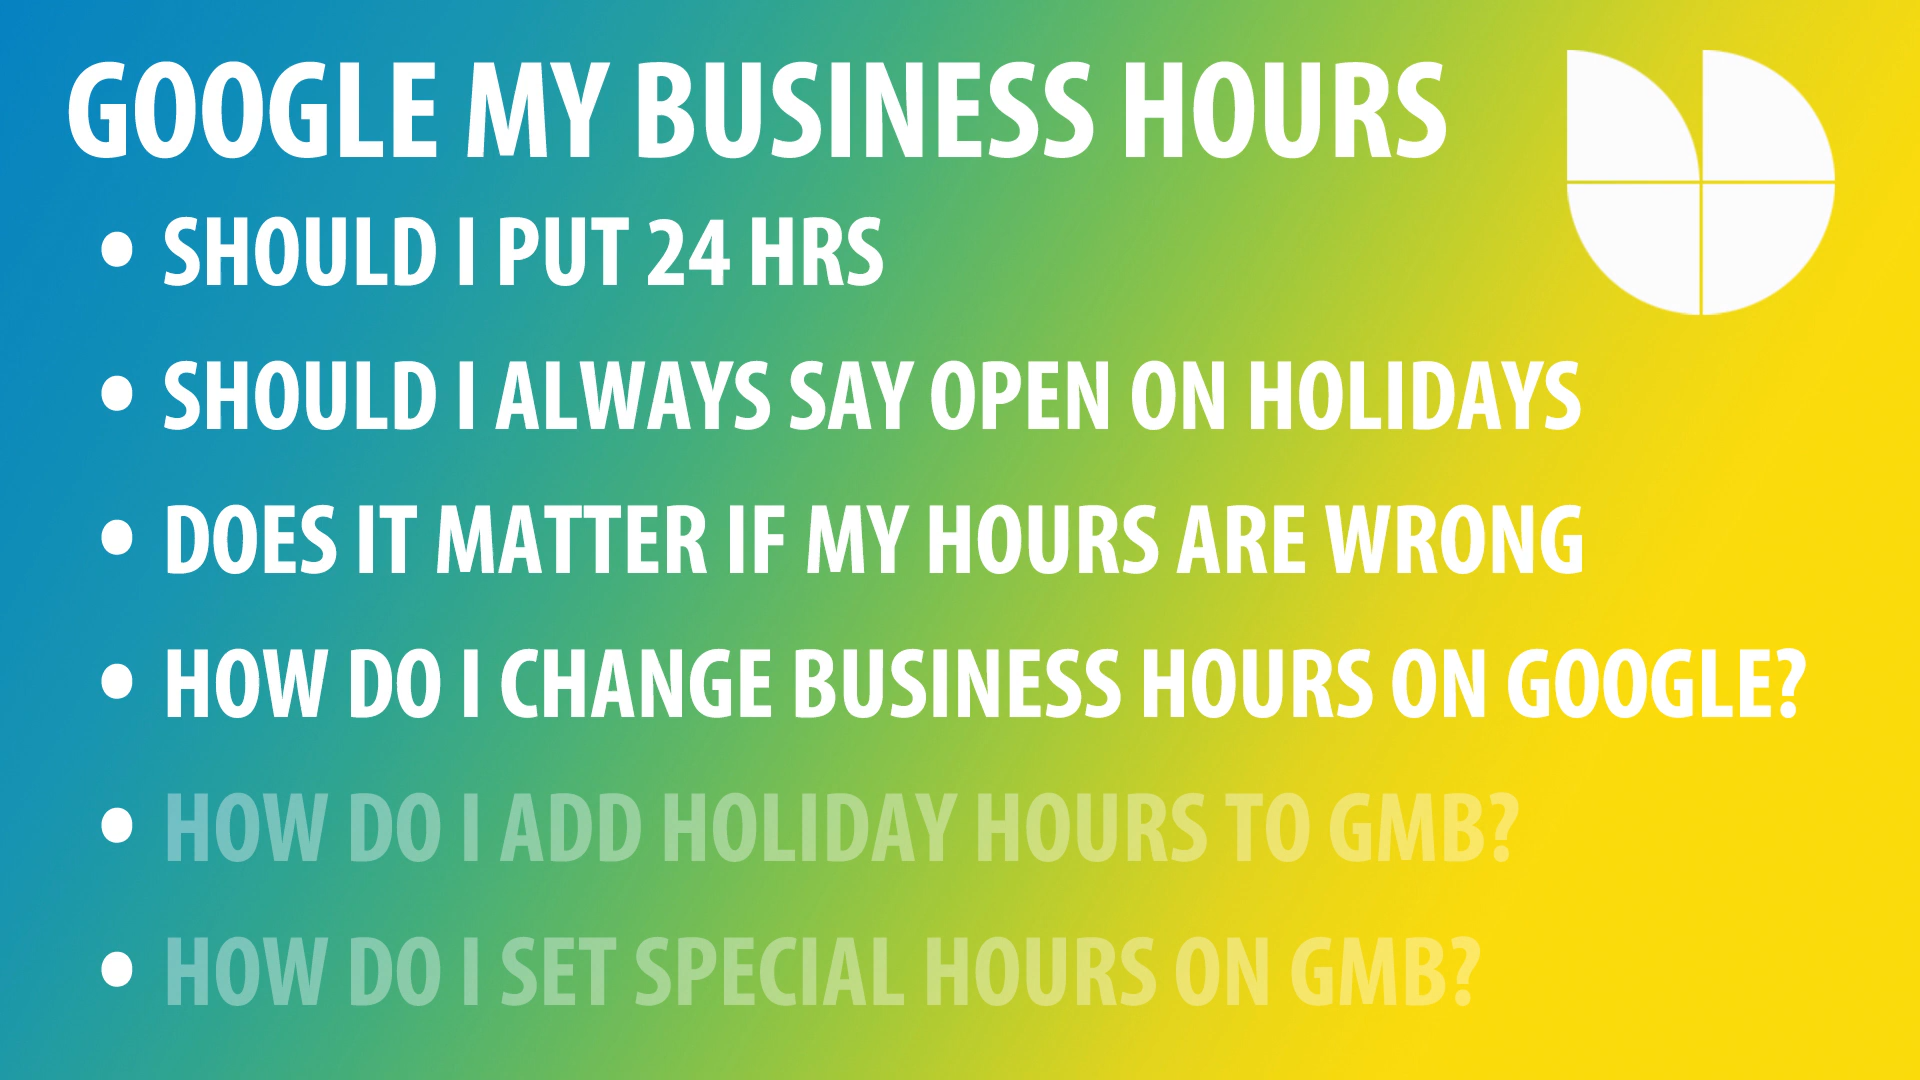 GOOGLE MY BUSINESS HOURS
• SHOULD I PUT 24 HRS
• SHOULD I ALWAYS SAY OPEN ON HOLIDAYS
• DOES IT MATTER IF MY HOURS ARE WRONG
• HOW DO I CHANGE BUSINESS HOURS ON GOOGLE?
• HOW DO I ADD HOLIDAY HOURS TO GMB?
• HOW DO I SET SPECIAL HOURS ON GMB?